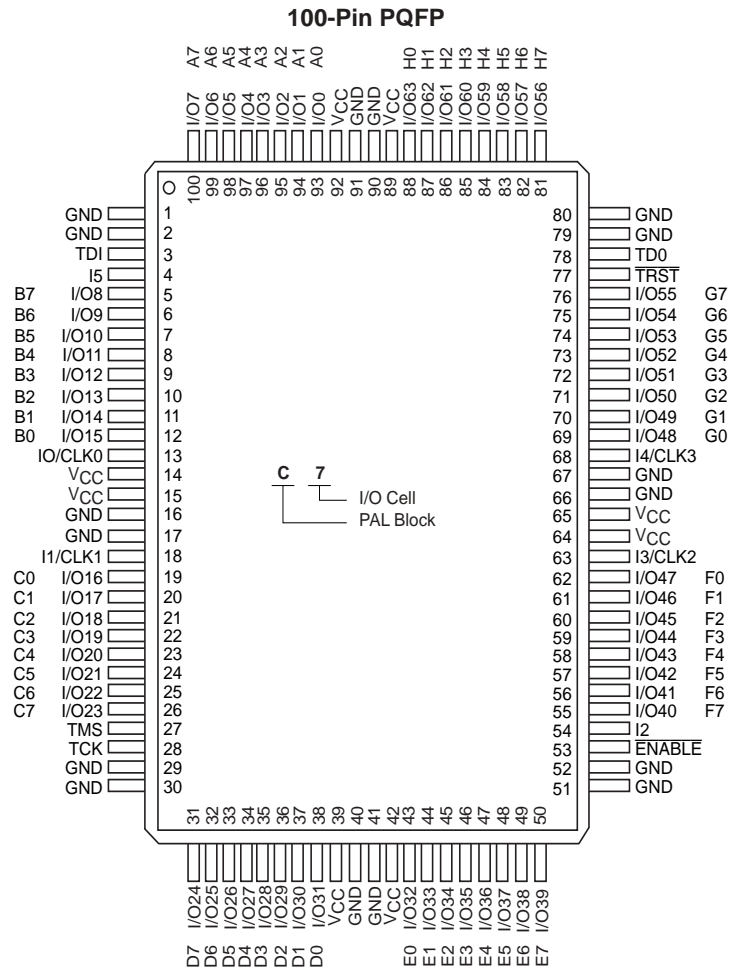 100-Pin PQFP
A7 A6 A5 A4 A3 A2 A1 A0 H0 H1 H2 H3 H4 H5 H6 H7
I/O7 I/O6 I/O5 I/O4 I/O3 I/O2 I/O1 I/O0 VCC GND GND VCC I/O63 I/O62 I/O61 I/O60 I/O59 I/O58 I/O57 I/O56
100 99 98 97 96 95 94 93 92 91 90 89 88 87 86 85 84 83 82 81
GND 1 80 GND
GND 2 79 GND
TDI 3 78 TD0
I5 4 77 TRST
B7 I/O8 5 76 I/O55 G7
B6 I/O9 6 75 I/O54 G6
B5 I/O10 7 74 I/O53 G5
B4 I/O11 8 73 I/O52 G4
B3 I/O12 9 72 I/O51 G3
B2 I/O13 10 71 I/O50 G2
B1 I/O14 11 70 I/O49 G1
B0 I/O15 12 69 I/O48 G0
IO/CLK0 13 68 I4/CLK3
VCC 14 67 GND
VCC 15 66 GND
GND 16 65 VCC
GND 17 64 VCC
I1/CLK1 18 63 I3/CLK2
C 7
I/O Cell
PAL Block
C0 I/O16 19 62 I/O47 F0
C1 I/O17 20 61 I/O46 F1
C2 I/O18 21 60 I/O45 F2
C3 I/O19 22 59 I/O44 F3
C4 I/O20 23 58 I/O43 F4
C5 I/O21 24 57 I/O42 F5
C6 I/O22 25 56 I/O41 F6
C7 I/O23 26 55 I/O40 F7
TMS 27 54 I2
TCK 28 53 ENABLE
GND 29 52 GND
GND 30 51 GND
31 32 33 34 35 36 37 38 39 40 41 42 43 44 45 46 47 48 49 50
I/O24 I/O25 I/O26 I/O27 I/O28 I/O29 I/O30 I/O31 VCC GND GND VCC I/O32 I/O33 I/O34 I/O35 I/O36 I/O37 I/O38 I/O39
D7 D6 D5 D4 D3 D2 D1 D0 E0 E1 E2 E3 E4 E5 E6 E7